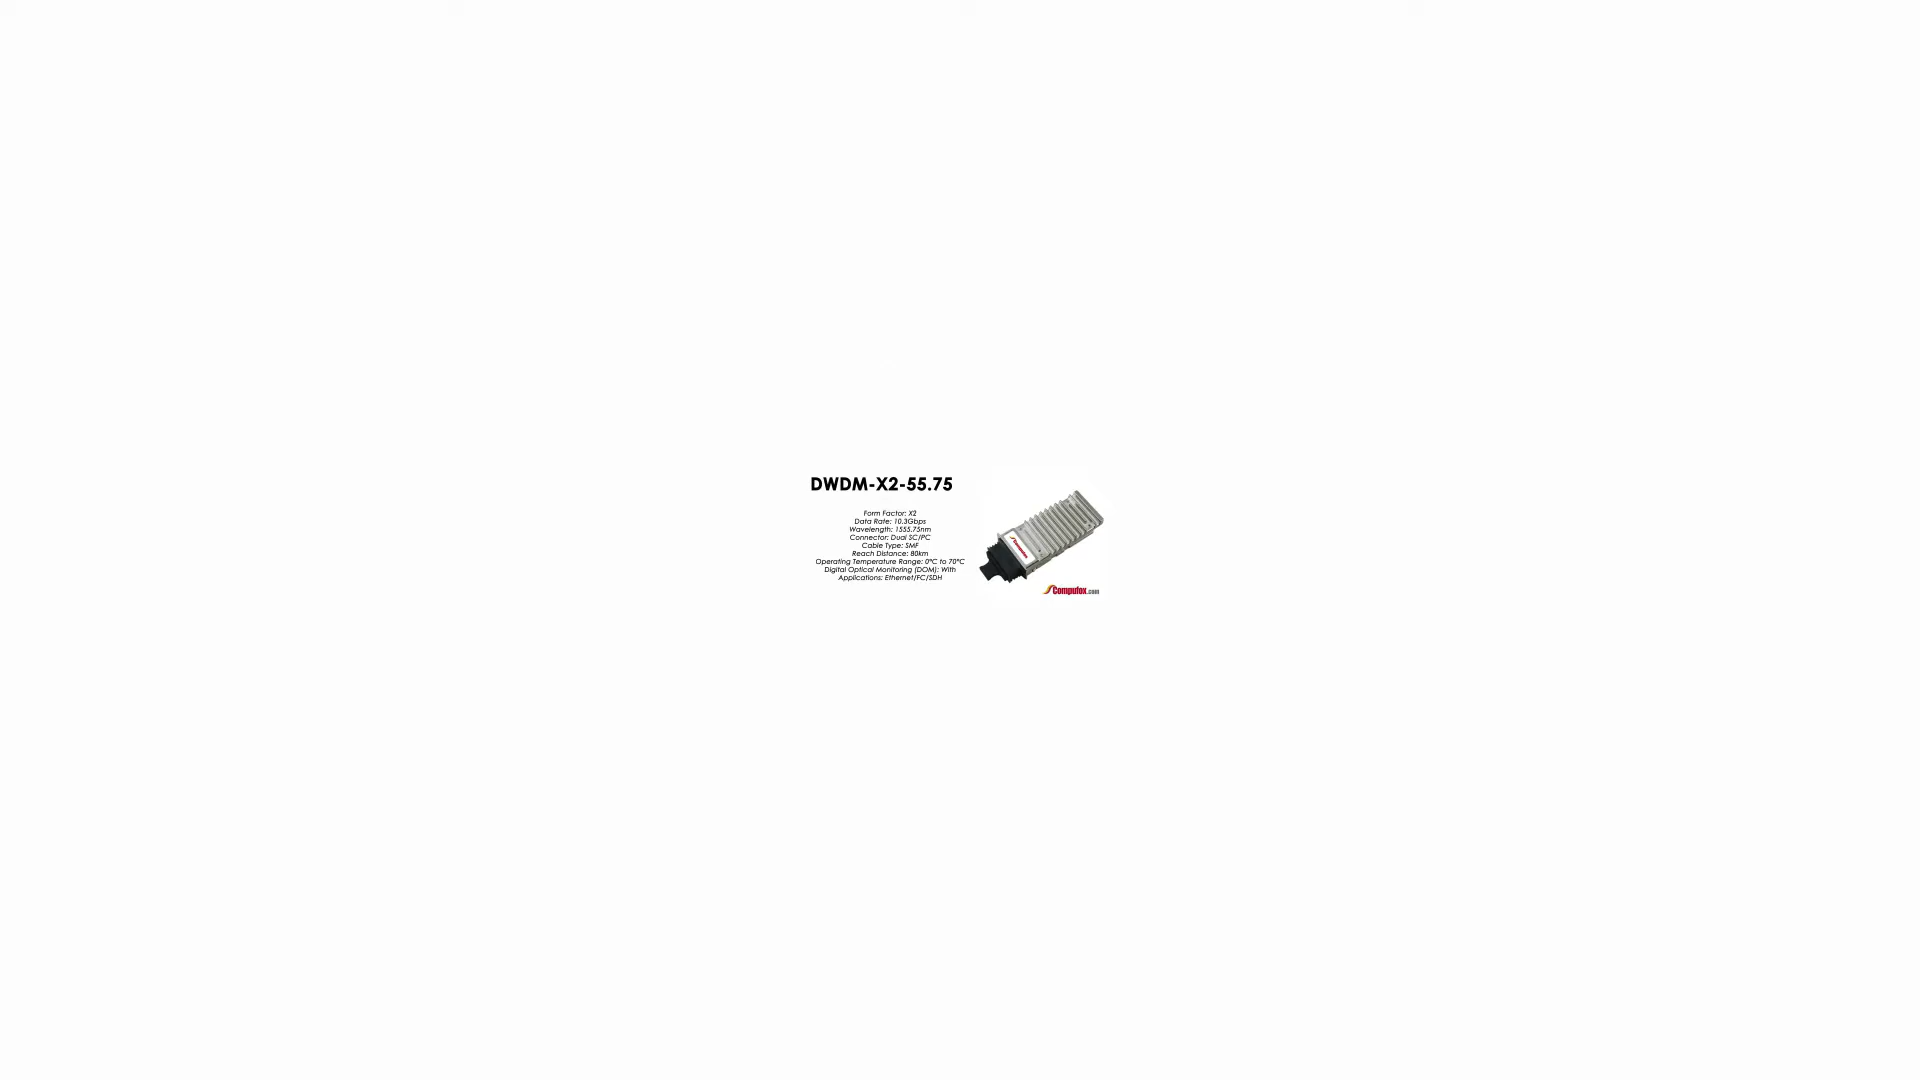 DWDM-X2-55.75
Form Factor: X2
Data Rate: 10.3Gbps
Wavelength: 1555.75nm
Connector: Dual SC/PC
Cable Type: SMF
Reach Distance: 80km
Operating Temperature Range: 0°C to 70°C
Digital Optical Monitoring (DOM): With
Applications: Ethernet/FC/SDH
Compufox
Compufox.com